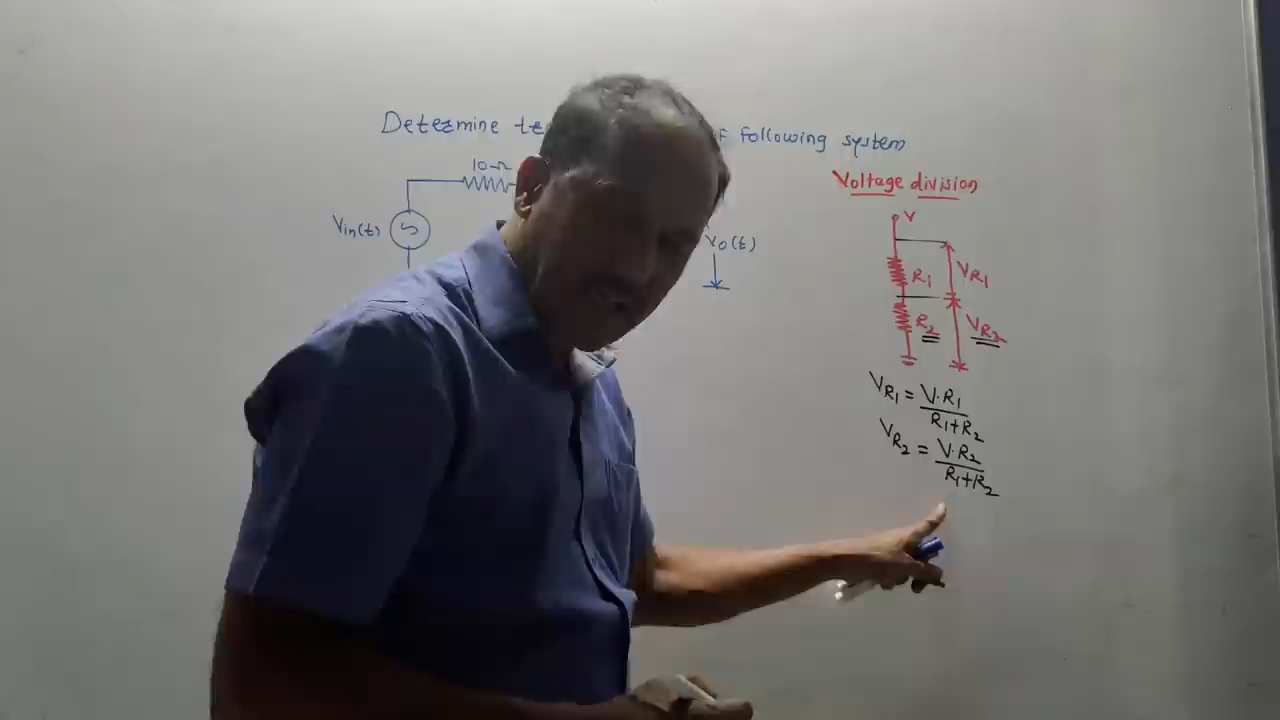 Determine te f following system
10-Ω
Vin(t)
Vo(t)
Voltage division
V
R1 VR1
R2 VR2
VR1 = V·R1 / R1+R2
VR2 = V·R2 / R1+R2